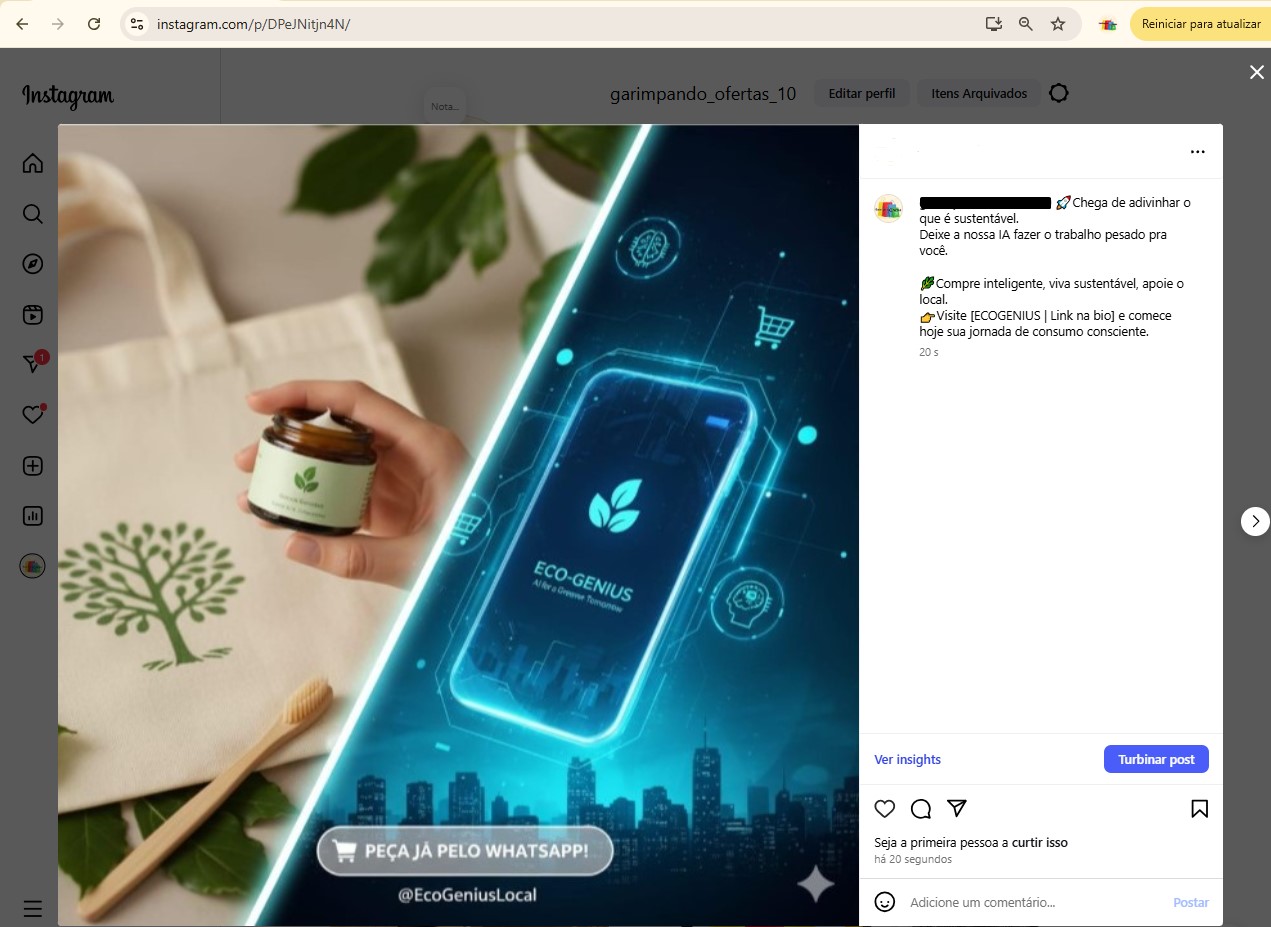 instagram.com/p/DPeJNitjn4N/
Reiniciar para atualizar
Instagram
Nota...
garimpando_ofertas_10
Editar perfil
Itens Arquivados
1
🚀Chega de adivinhar o
que é sustentável.
Deixe a nossa IA fazer o trabalho pesado pra
você.
🌿Compre inteligente, viva sustentável, apoie o
local.
👉Visite [ECOGENIUS | Link na bio] e comece
hoje sua jornada de consumo consciente.
20 s
ECO-GENIUS
AI for a Greener Tomorrow
PEÇA JÁ PELO WHATSAPP!
@EcoGeniusLocal
Ver insights
Turbinar post
Seja a primeira pessoa a curtir isso
há 20 segundos
Adicione um comentário...
Postar